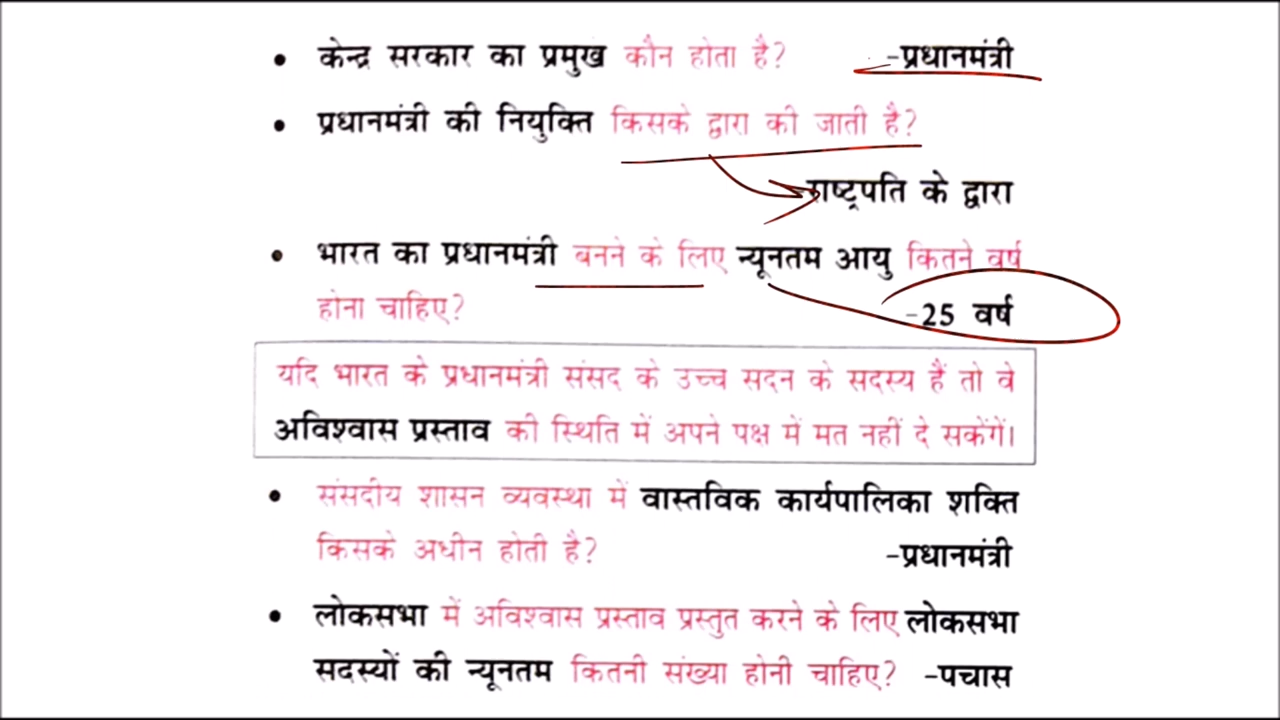 • केन्द्र सरकार का प्रमुख कौन होता है? -प्रधानमंत्री
• प्रधानमंत्री की नियुक्ति किसके द्वारा की जाती है?
राष्ट्रपति के द्वारा
• भारत का प्रधानमंत्री बनने के लिए न्यूनतम आयु कितने वर्ष
होना चाहिए? -25 वर्ष
यदि भारत के प्रधानमंत्री संसद के उच्च सदन के सदस्य हैं तो वे
अविश्वास प्रस्ताव की स्थिति में अपने पक्ष में मत नहीं दे सकेंगें।
• संसदीय शासन व्यवस्था में वास्तविक कार्यपालिका शक्ति
किसके अधीन होती है? -प्रधानमंत्री
• लोकसभा में अविश्वास प्रस्ताव प्रस्तुत करने के लिए लोकसभा
सदस्यों की न्यूनतम कितनी संख्या होनी चाहिए? -पचास